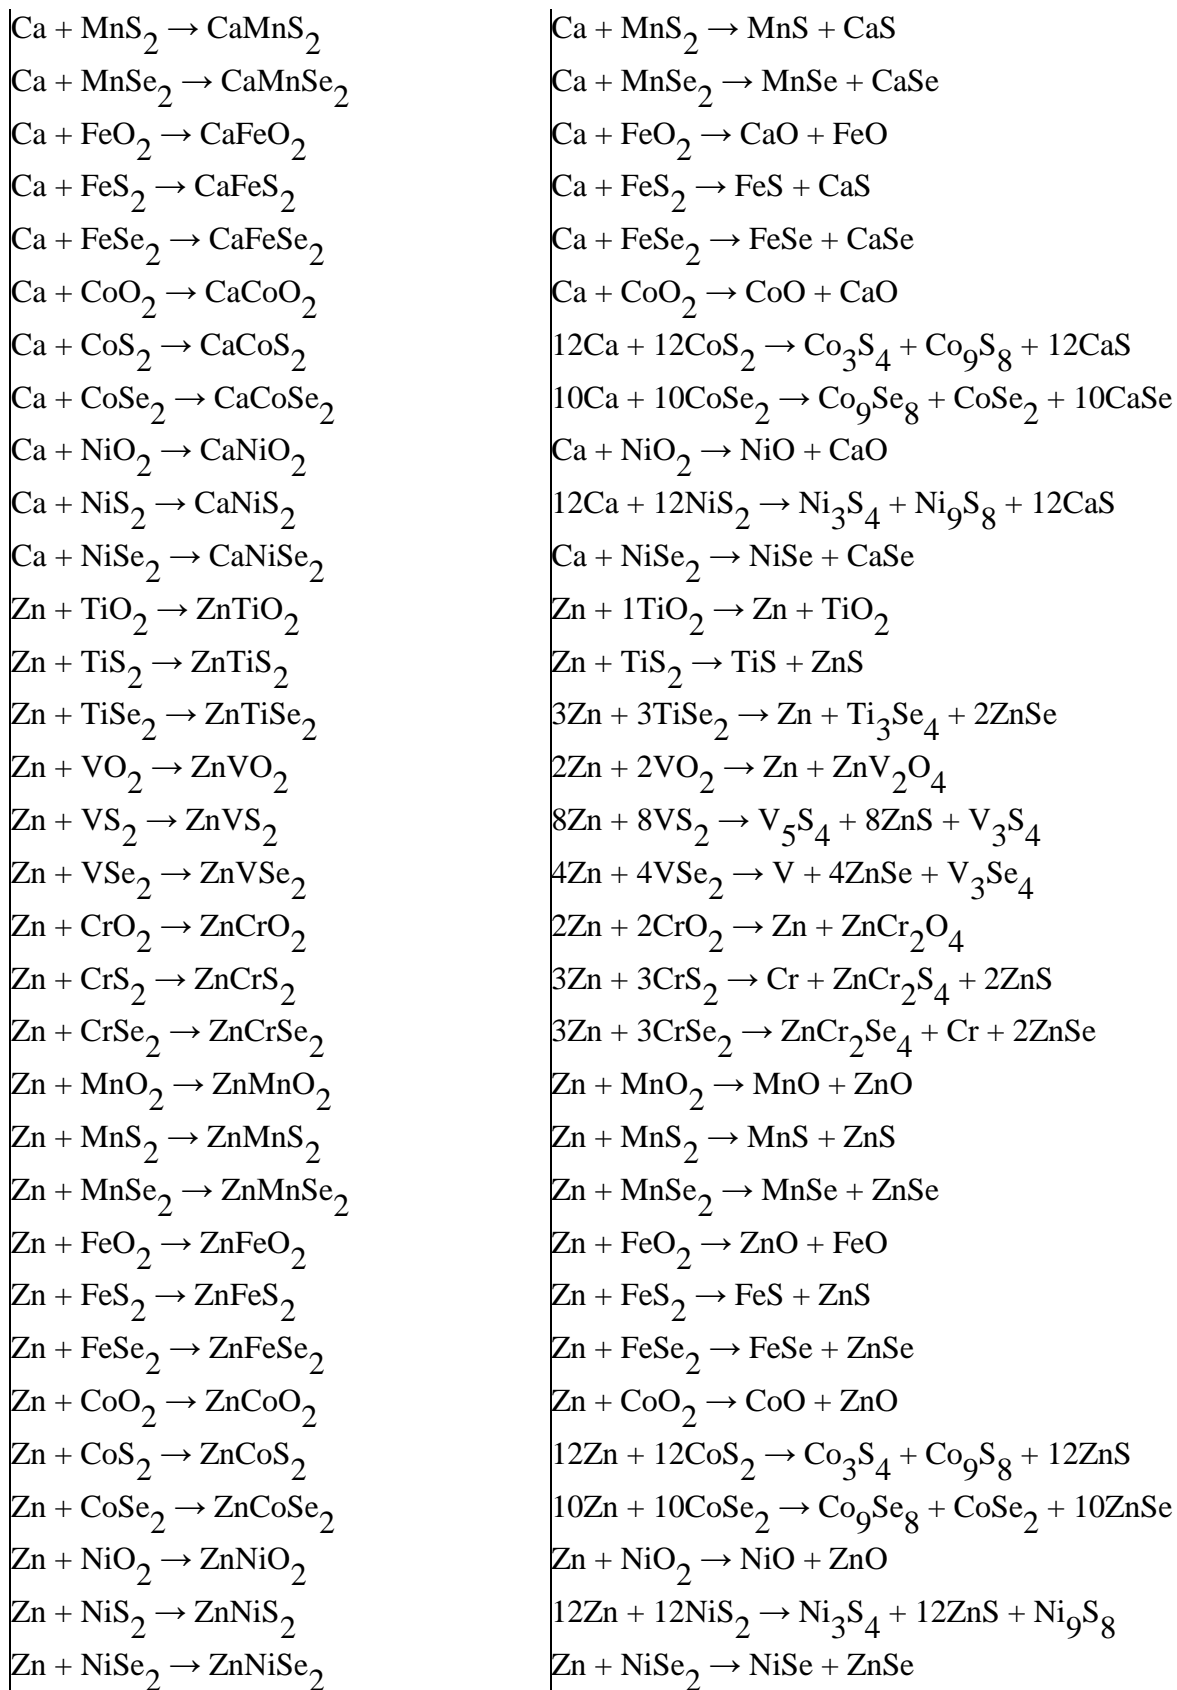 Ca + MnS2 → CaMnS2 Ca + MnS2 → MnS + CaS
Ca + MnSe2 → CaMnSe2 Ca + MnSe2 → MnSe + CaSe
Ca + FeO2 → CaFeO2 Ca + FeO2 → CaO + FeO
Ca + FeS2 → CaFeS2 Ca + FeS2 → FeS + CaS
Ca + FeSe2 → CaFeSe2 Ca + FeSe2 → FeSe + CaSe
Ca + CoO2 → CaCoO2 Ca + CoO2 → CoO + CaO
Ca + CoS2 → CaCoS2 12Ca + 12CoS2 → Co3S4 + Co9S8 + 12CaS
Ca + CoSe2 → CaCoSe2 10Ca + 10CoSe2 → Co9Se8 + CoSe2 + 10CaSe
Ca + NiO2 → CaNiO2 Ca + NiO2 → NiO + CaO
Ca + NiS2 → CaNiS2 12Ca + 12NiS2 → Ni3S4 + Ni9S8 + 12CaS
Ca + NiSe2 → CaNiSe2 Ca + NiSe2 → NiSe + CaSe
Zn + TiO2 → ZnTiO2 Zn + 1TiO2 → Zn + TiO2
Zn + TiS2 → ZnTiS2 Zn + TiS2 → TiS + ZnS
Zn + TiSe2 → ZnTiSe2 3Zn + 3TiSe2 → Zn + Ti3Se4 + 2ZnSe
Zn + VO2 → ZnVO2 2Zn + 2VO2 → Zn + ZnV2O4
Zn + VS2 → ZnVS2 8Zn + 8VS2 → V5S4 + 8ZnS + V3S4
Zn + VSe2 → ZnVSe2 4Zn + 4VSe2 → V + 4ZnSe + V3Se4
Zn + CrO2 → ZnCrO2 2Zn + 2CrO2 → Zn + ZnCr2O4
Zn + CrS2 → ZnCrS2 3Zn + 3CrS2 → Cr + ZnCr2S4 + 2ZnS
Zn + CrSe2 → ZnCrSe2 3Zn + 3CrSe2 → ZnCr2Se4 + Cr + 2ZnSe
Zn + MnO2 → ZnMnO2 Zn + MnO2 → MnO + ZnO
Zn + MnS2 → ZnMnS2 Zn + MnS2 → MnS + ZnS
Zn + MnSe2 → ZnMnSe2 Zn + MnSe2 → MnSe + ZnSe
Zn + FeO2 → ZnFeO2 Zn + FeO2 → ZnO + FeO
Zn + FeS2 → ZnFeS2 Zn + FeS2 → FeS + ZnS
Zn + FeSe2 → ZnFeSe2 Zn + FeSe2 → FeSe + ZnSe
Zn + CoO2 → ZnCoO2 Zn + CoO2 → CoO + ZnO
Zn + CoS2 → ZnCoS2 12Zn + 12CoS2 → Co3S4 + Co9S8 + 12ZnS
Zn + CoSe2 → ZnCoSe2 10Zn + 10CoSe2 → Co9Se8 + CoSe2 + 10ZnSe
Zn + NiO2 → ZnNiO2 Zn + NiO2 → NiO + ZnO
Zn + NiS2 → ZnNiS2 12Zn + 12NiS2 → Ni3S4 + 12ZnS + Ni9S8
Zn + NiSe2 → ZnNiSe2 Zn + NiSe2 → NiSe + ZnSe